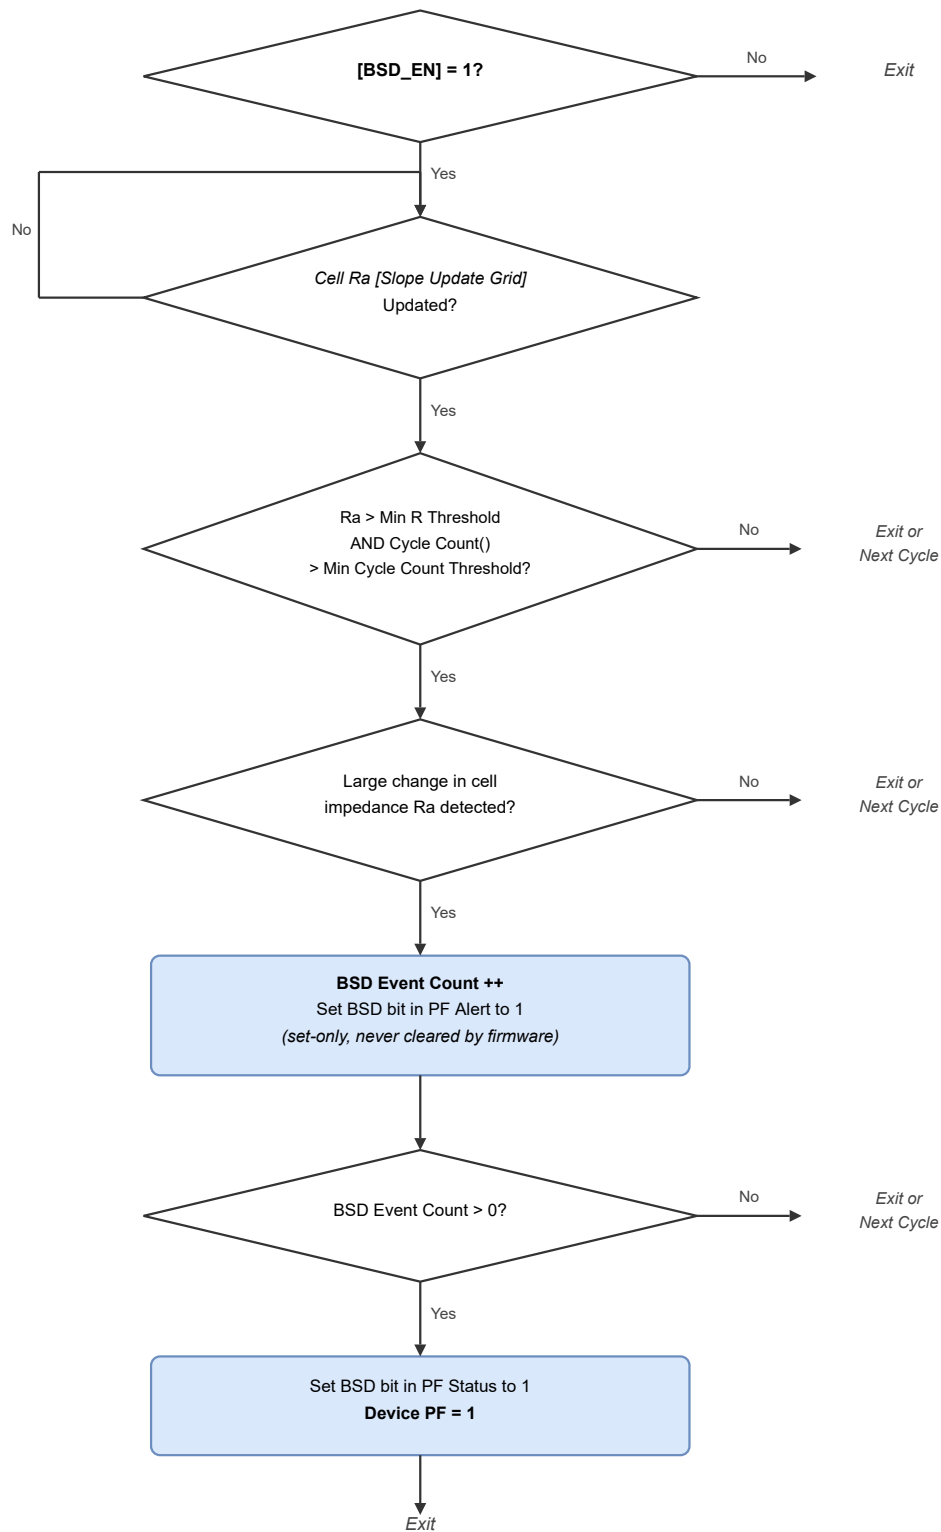 [BSD_EN] = 1?
No
Exit
Yes
No
Cell Ra [Slope Update Grid]
Updated?
Yes
Ra > Min R Threshold
AND Cycle Count()
> Min Cycle Count Threshold?
No
Exit or
Next Cycle
Yes
Large change in cell
impedance Ra detected?
No
Exit or
Next Cycle
Yes
BSD Event Count ++
Set BSD bit in PF Alert to 1
(set-only, never cleared by firmware)
BSD Event Count > 0?
No
Exit or
Next Cycle
Yes
Set BSD bit in PF Status to 1
Device PF = 1
Exit